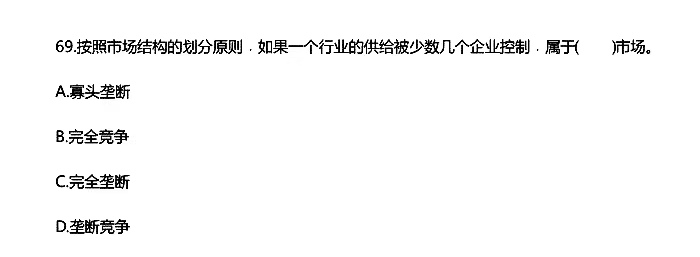 69.按照市场结构的划分原则，如果一个行业的供给被少数几个企业控制，属于(　　)市场。
A.寡头垄断
B.完全竞争
C.完全垄断
D.垄断竞争